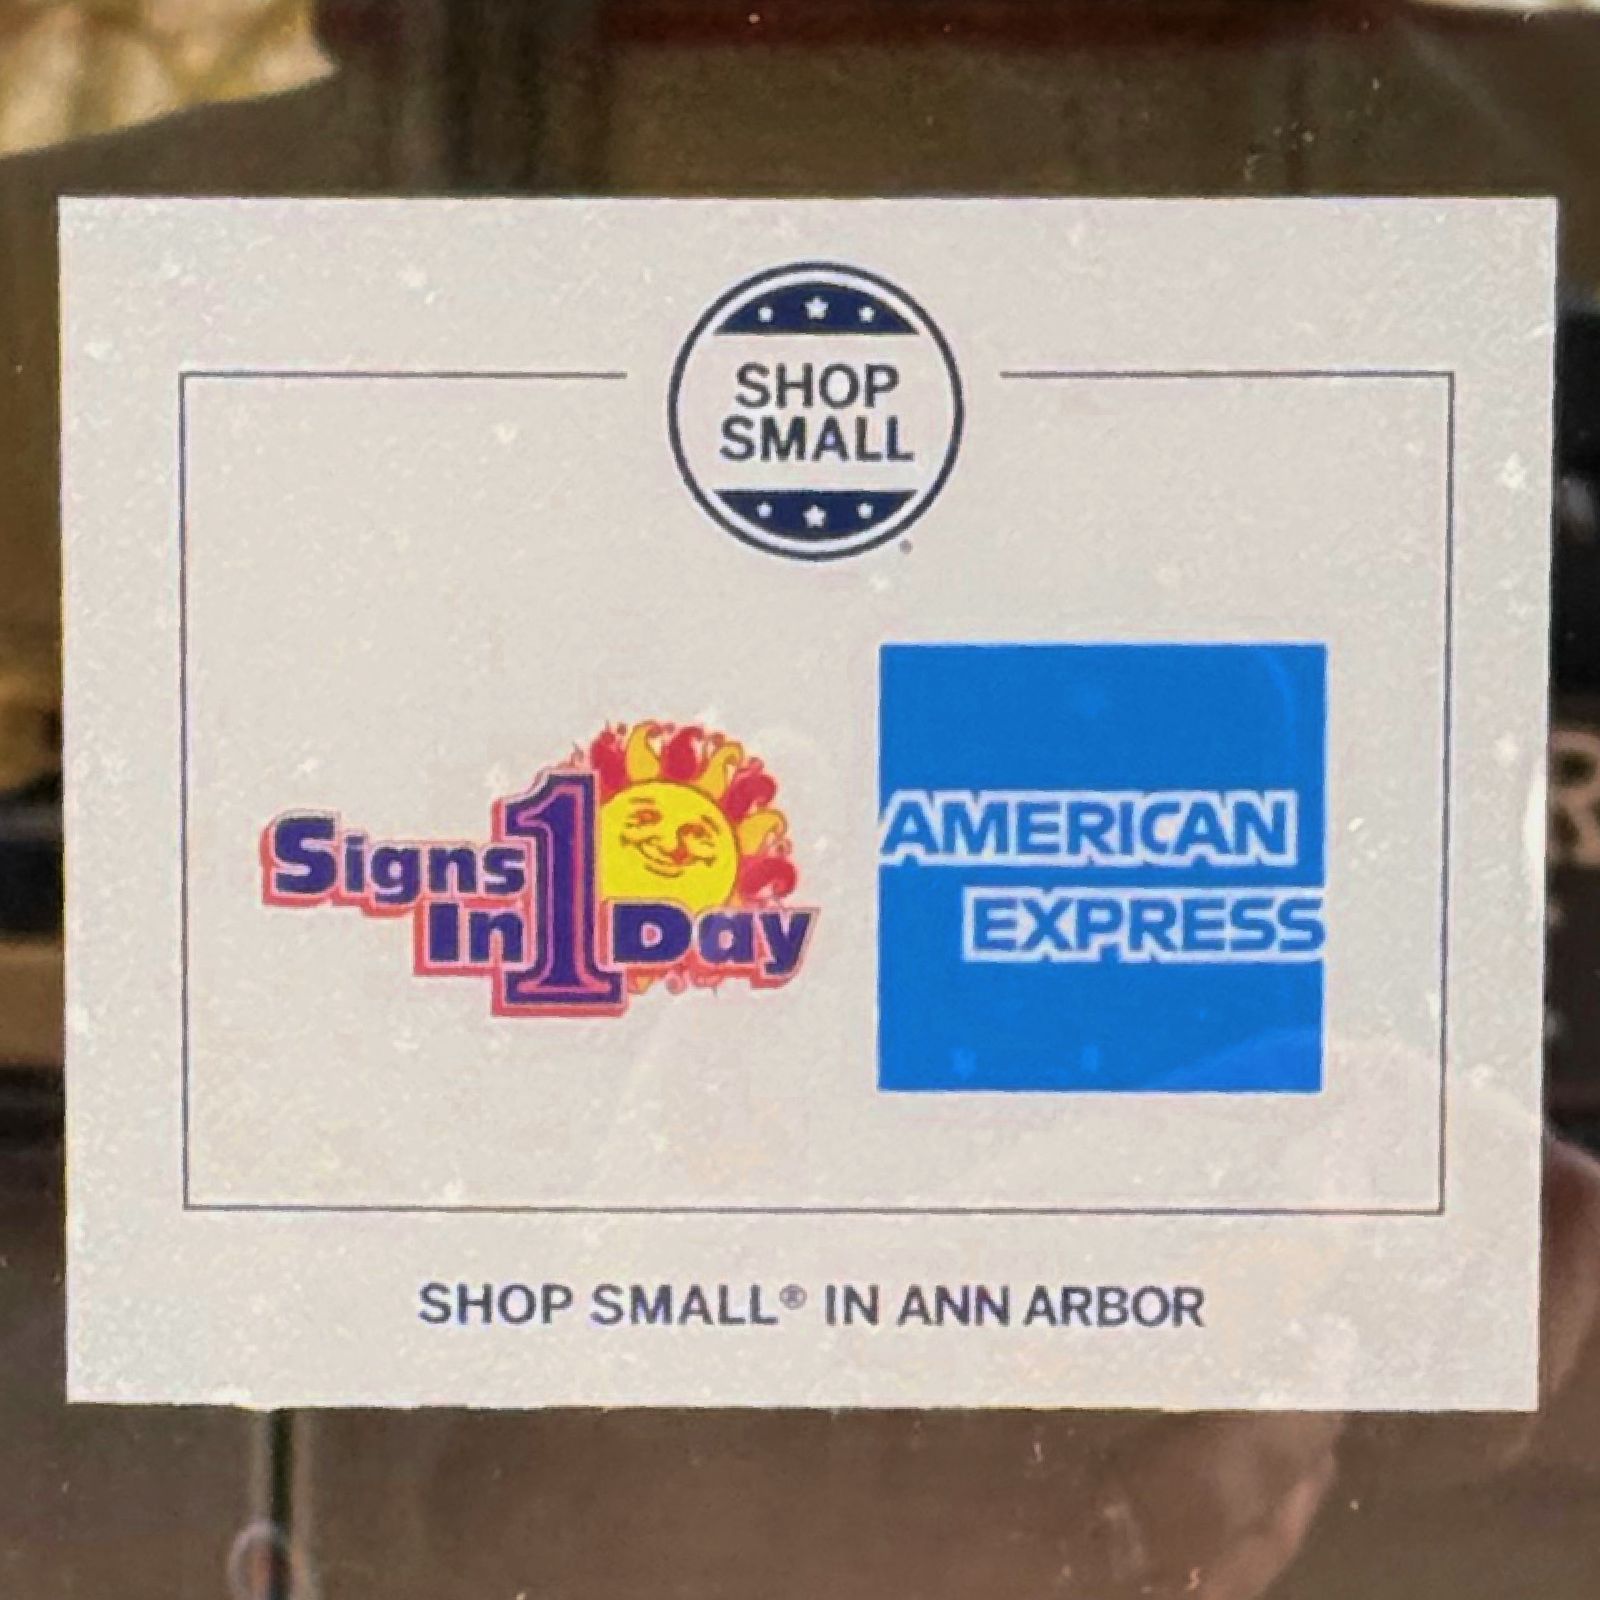 SHOP
SMALL
®
Signs
In 1 Day
AMERICAN
EXPRESS
SHOP SMALL® IN ANN ARBOR